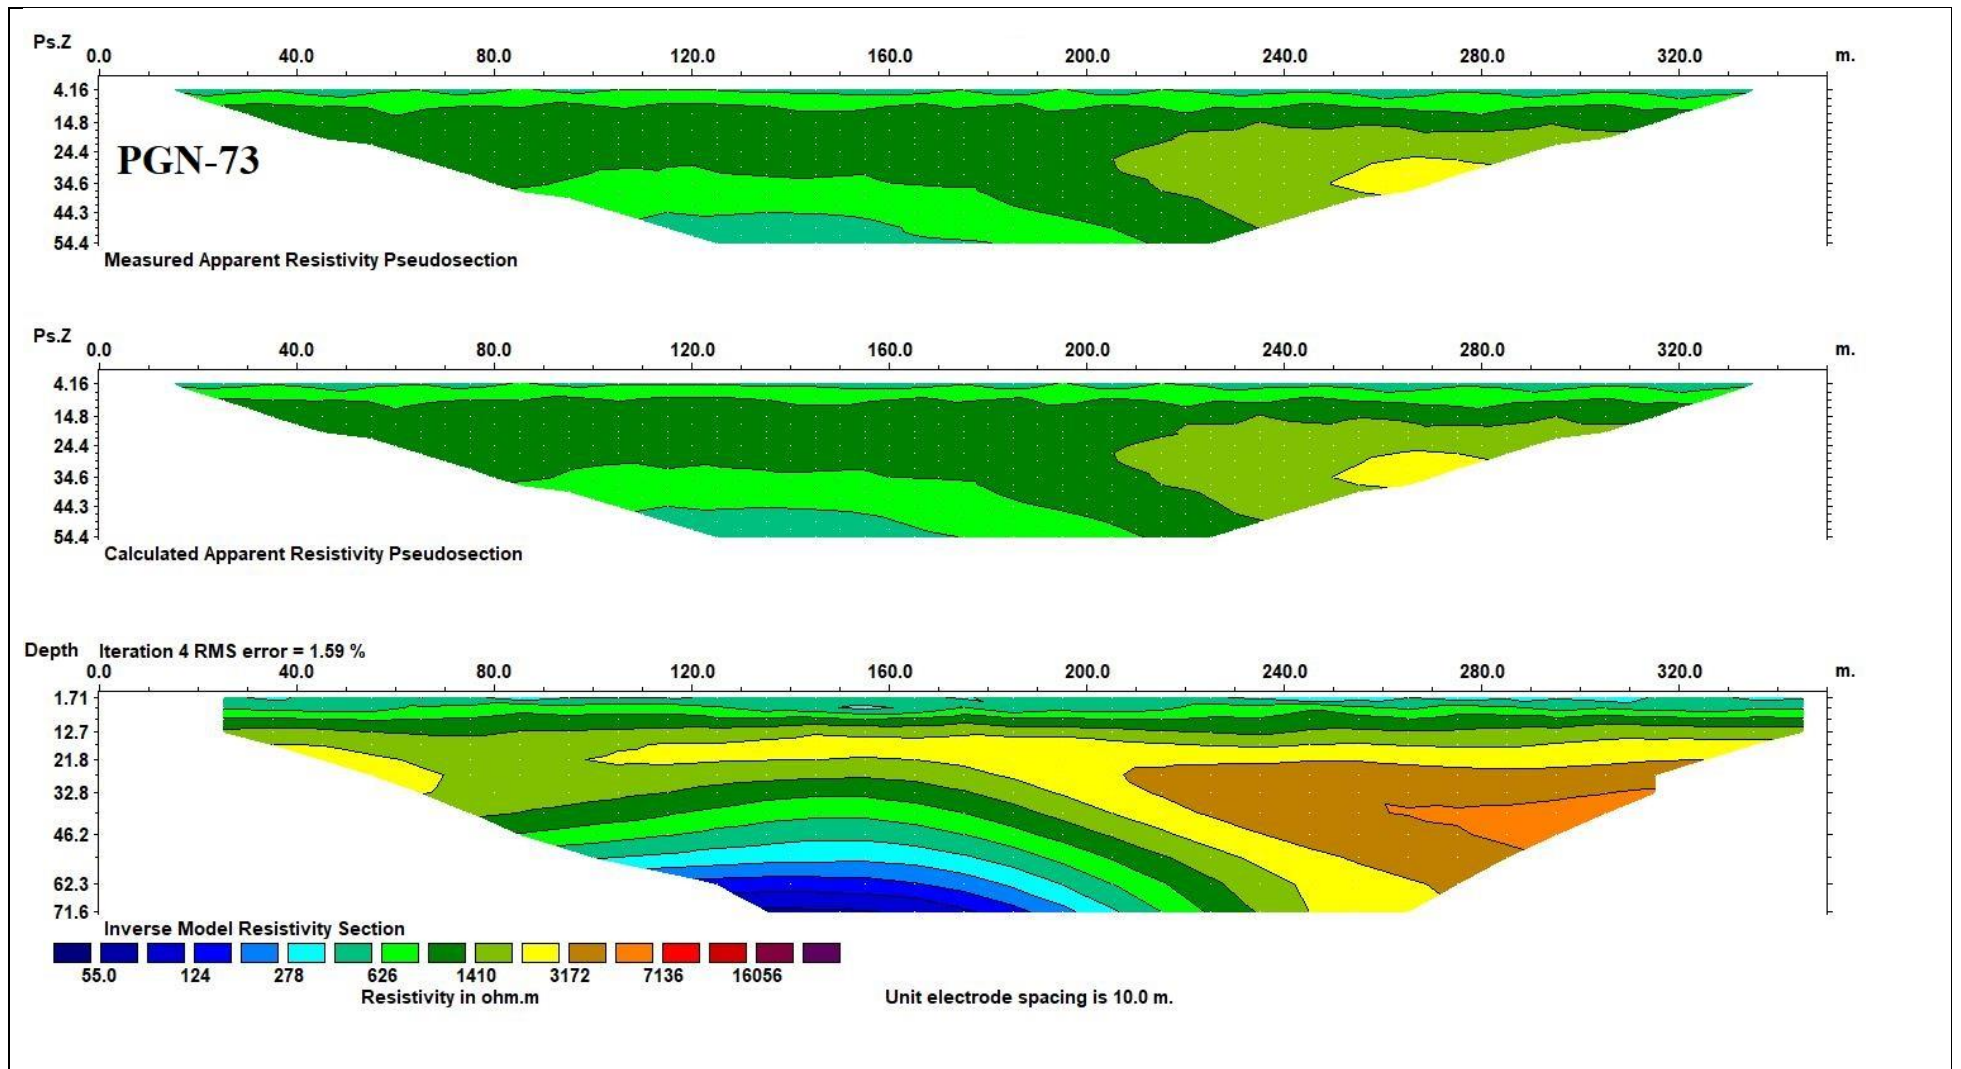 Ps.Z
0.0 40.0 80.0 120.0 160.0 200.0 240.0 280.0 320.0 m.
4.16
14.8
24.4
34.6
44.3
54.4
PGN-73
Measured Apparent Resistivity Pseudosection
Ps.Z
0.0 40.0 80.0 120.0 160.0 200.0 240.0 280.0 320.0 m.
4.16
14.8
24.4
34.6
44.3
54.4
Calculated Apparent Resistivity Pseudosection
Depth Iteration 4 RMS error = 1.59 %
0.0 40.0 80.0 120.0 160.0 200.0 240.0 280.0 320.0 m.
1.71
12.7
21.8
32.8
46.2
62.3
71.6
Inverse Model Resistivity Section
55.0 124 278 626 1410 3172 7136 16056
Resistivity in ohm.m Unit electrode spacing is 10.0 m.